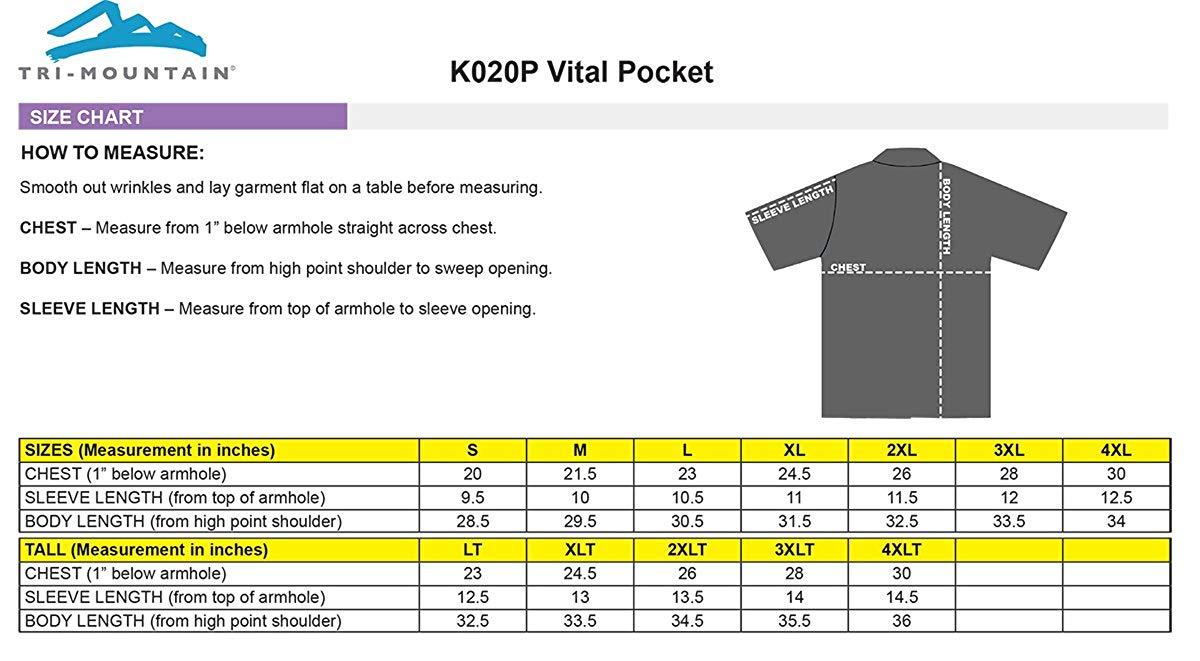 TRI-MOUNTAIN®
K020P Vital Pocket
SIZE CHART
HOW TO MEASURE:
Smooth out wrinkles and lay garment flat on a table before measuring.
CHEST – Measure from 1” below armhole straight across chest.
BODY LENGTH – Measure from high point shoulder to sweep opening.
SLEEVE LENGTH – Measure from top of armhole to sleeve opening.
SLEEVE LENGTH
BODY LENGTH
CHEST
SIZES (Measurement in inches) S M L XL 2XL 3XL 4XL
CHEST (1” below armhole) 20 21.5 23 24.5 26 28 30
SLEEVE LENGTH (from top of armhole) 9.5 10 10.5 11 11.5 12 12.5
BODY LENGTH (from high point shoulder) 28.5 29.5 30.5 31.5 32.5 33.5 34
TALL (Measurement in inches) LT XLT 2XLT 3XLT 4XLT
CHEST (1” below armhole) 23 24.5 26 28 30
SLEEVE LENGTH (from top of armhole) 12.5 13 13.5 14 14.5
BODY LENGTH (from high point shoulder) 32.5 33.5 34.5 35.5 36